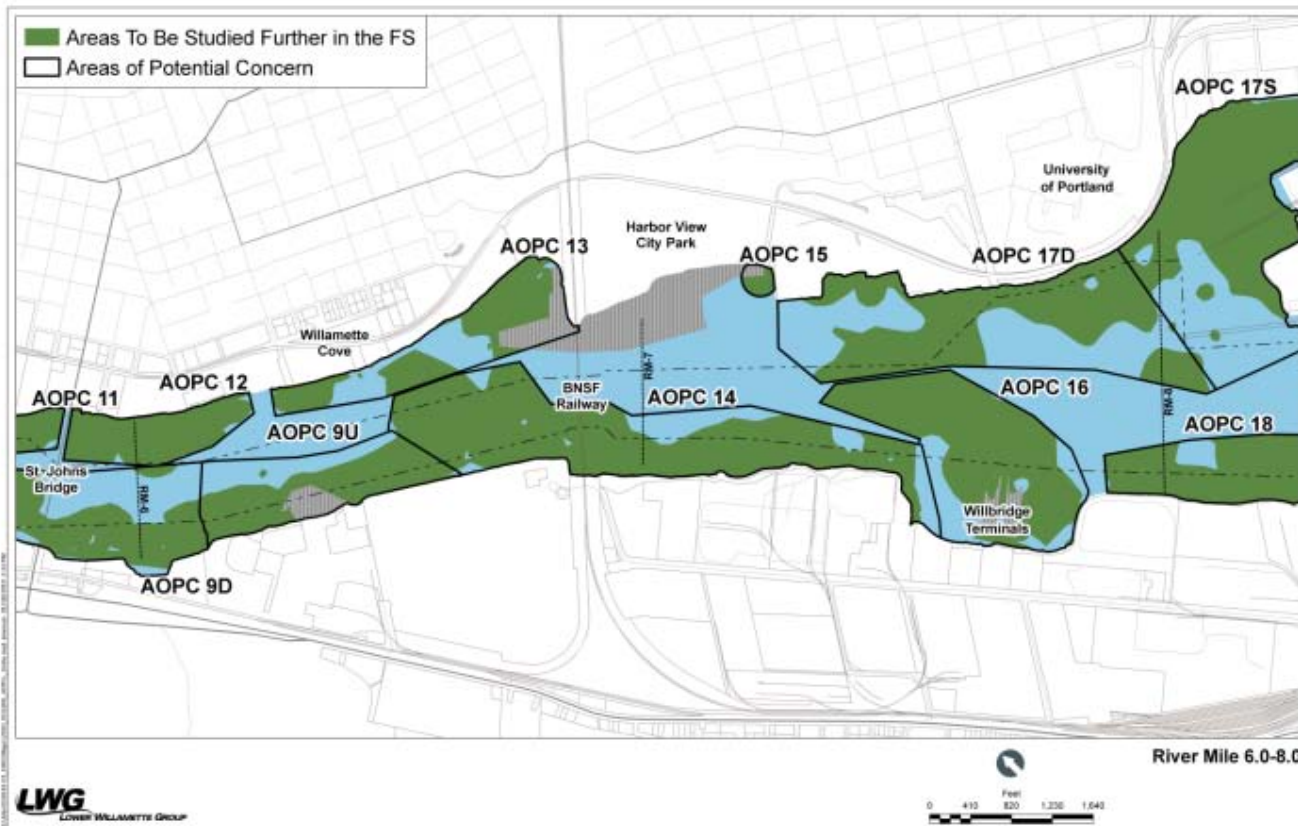 Areas To Be Studied Further in the FS
Areas of Potential Concern
AOPC 17S
University
of Portland
Harbor View
City Park
AOPC 13
AOPC 15
AOPC 17D
Willamette
Cove
RM-7
AOPC 12
AOPC 11
BNSF
Railway
AOPC 14
AOPC 16
RM-8
AOPC 18
AOPC 9U
St. Johns
Bridge
RM-6
Willbridge
Terminals
AOPC 9D
River Mile 6.0-8.0
Feet
0 410 820 1,230 1,640
LWG
LOWER WILLAMETTE GROUP